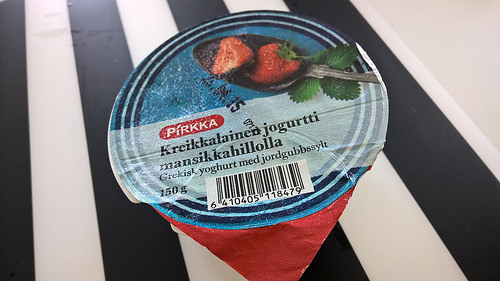 PIRKKA
Kreikkalainen jogurtti
mansikkahillolla
Grekisk yoghurt med jordgubbssylt
150 g
6 410405 118479